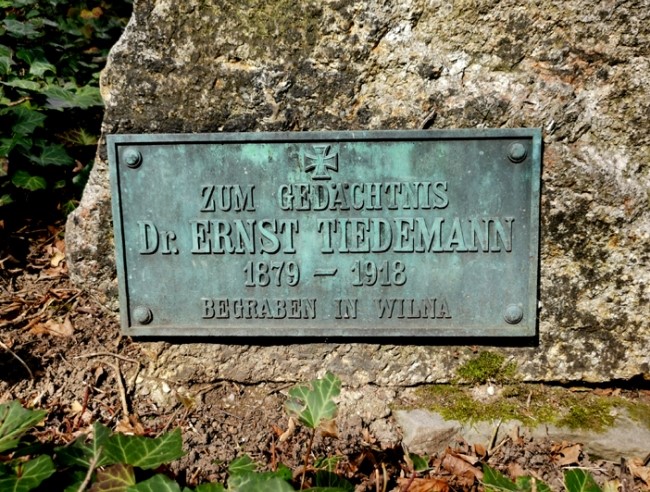 ZUM GEDÄCHTNIS
Dr. ERNST TIEDEMANN
1879 – 1918
BEGRABEN IN WILNA